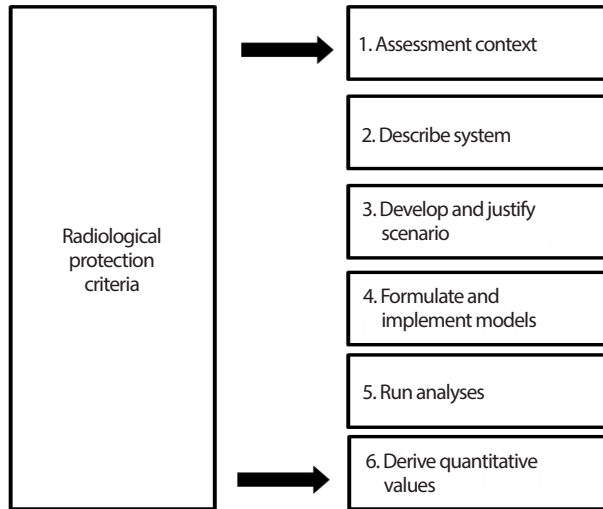 Radiological
protection
criteria
1. Assessment context
2. Describe system
3. Develop and justify
scenario
4. Formulate and
implement models
5. Run analyses
6. Derive quantitative
values